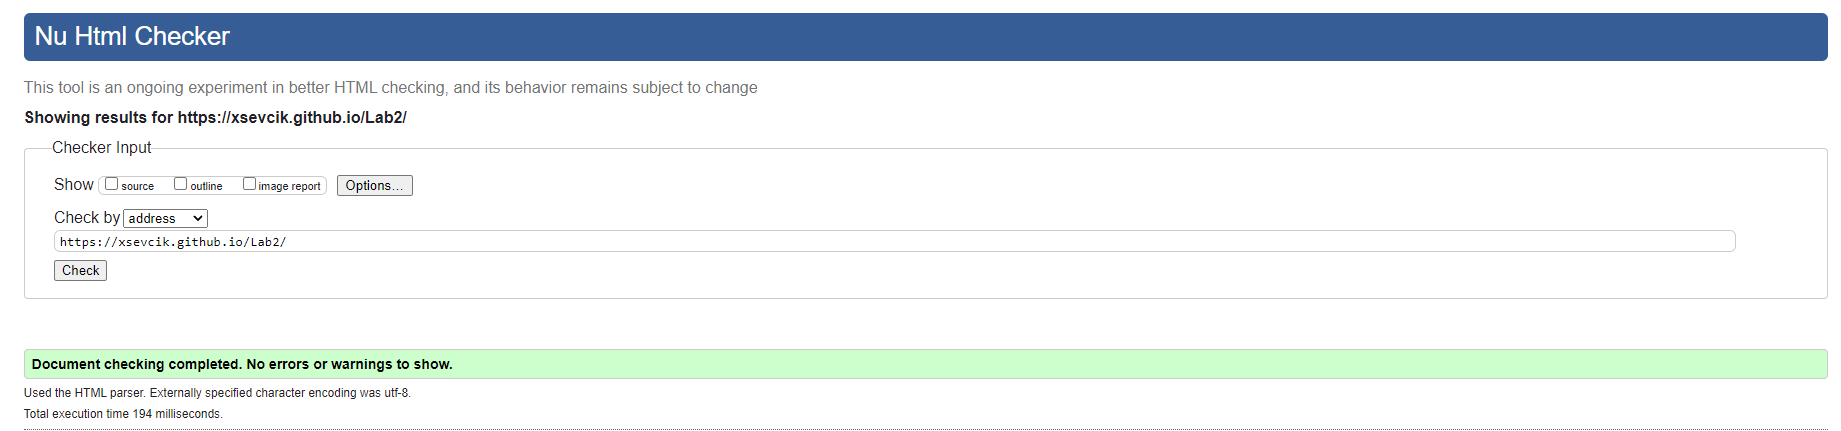 Nu Html Checker
This tool is an ongoing experiment in better HTML checking, and its behavior remains subject to change
Showing results for https://xsevcik.github.io/Lab2/
Checker Input
Show source outline image report Options...
Check by address
https://xsevcik.github.io/Lab2/
Check
Document checking completed. No errors or warnings to show.
Used the HTML parser. Externally specified character encoding was utf-8.
Total execution time 194 milliseconds.